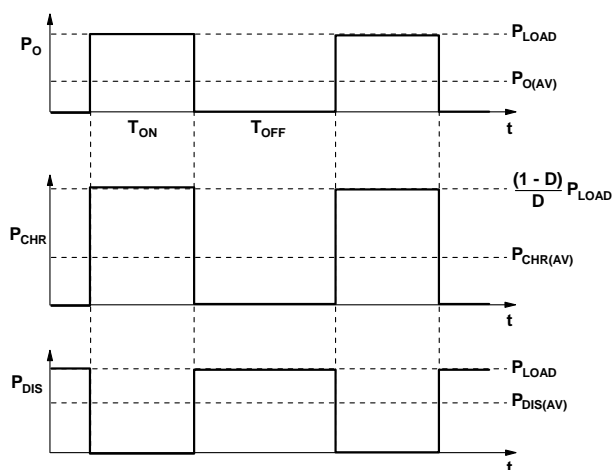 P_LOAD
P_O
P_O(AV)
T_ON T_OFF t
(1 - D)
D
P_LOAD
P_CHR
P_CHR(AV)
t
P_LOAD
P_DIS
P_DIS(AV)
t